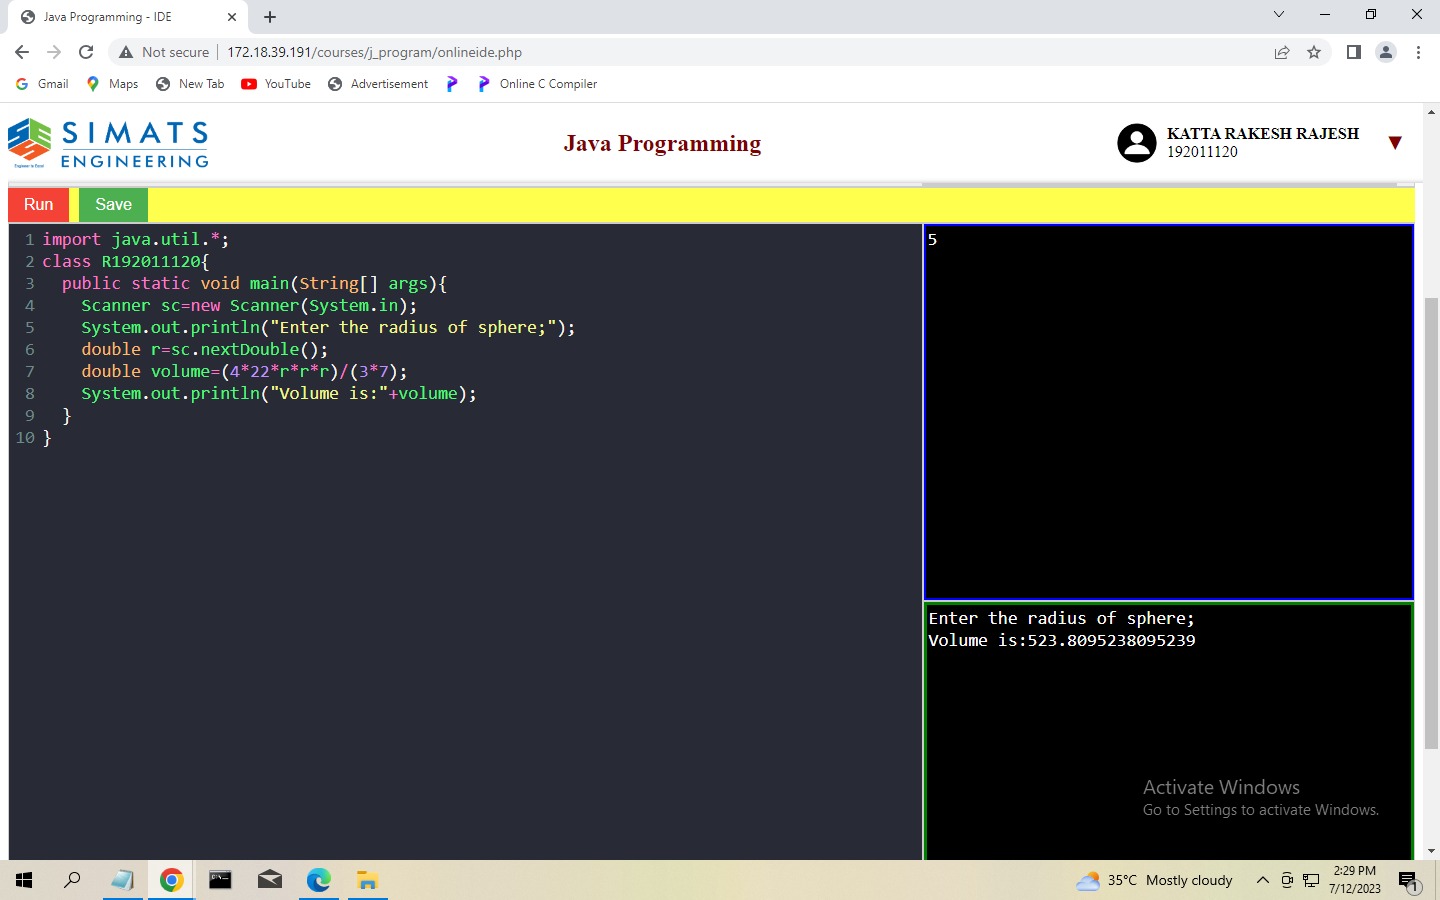 Java Programming - IDE
Not secure 172.18.39.191/courses/j_program/onlineide.php
Gmail Maps New Tab YouTube Advertisement Online C Compiler
SIMATS
ENGINEERING
Java Programming
KATTA RAKESH RAJESH
192011120
Run Save
1 import java.util.*;
2 class R192011120{
3   public static void main(String[] args){
4     Scanner sc=new Scanner(System.in);
5     System.out.println("Enter the radius of sphere;");
6     double r=sc.nextDouble();
7     double volume=(4*22*r*r*r)/(3*7);
8     System.out.println("Volume is:"+volume);
9   }
10 }
5
Enter the radius of sphere;
Volume is:523.8095238095239
Activate Windows
Go to Settings to activate Windows.
35°C Mostly cloudy
2:29 PM
7/12/2023
1